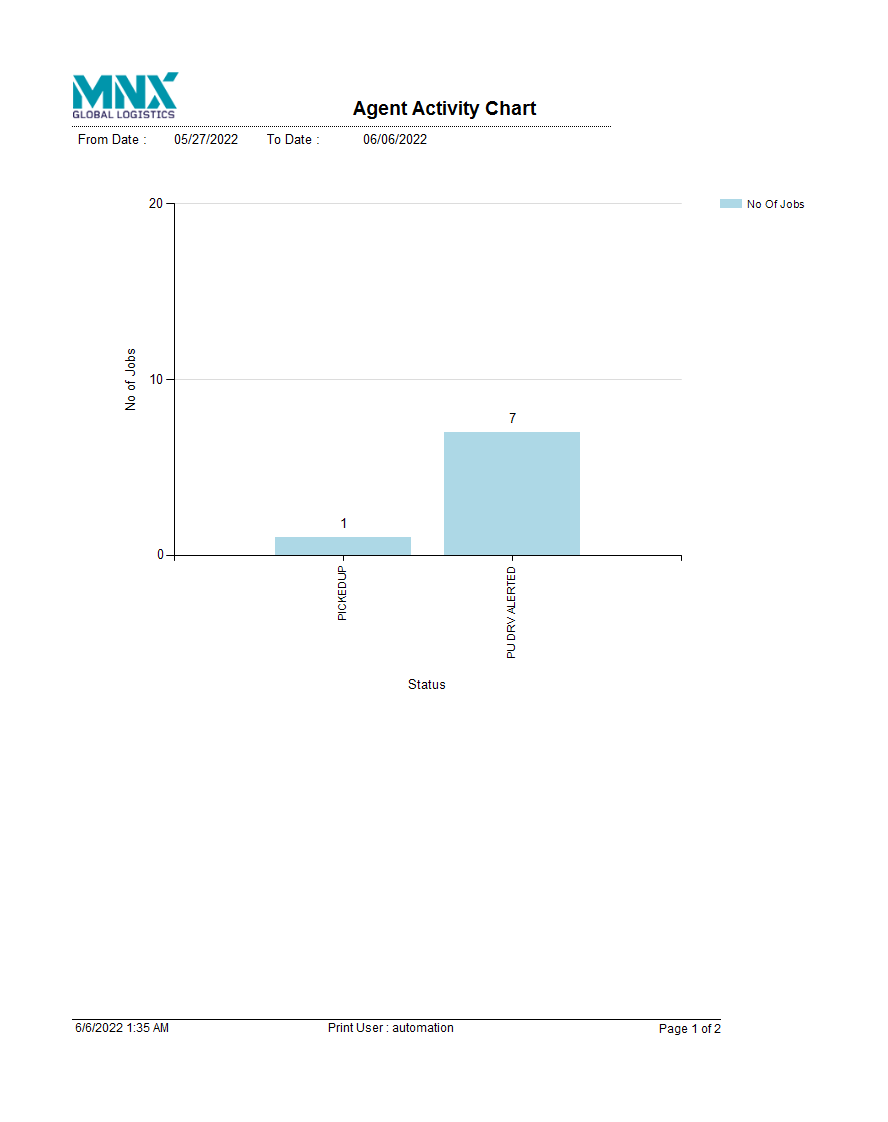 MNX
GLOBAL LOGISTICS
Agent Activity Chart
From Date : 05/27/2022 To Date : 06/06/2022
20
No Of Jobs
No of Jobs
10
7
1
0
PICKEDUP
PU DRV ALERTED
Status
6/6/2022 1:35 AM Print User : automation Page 1 of 2